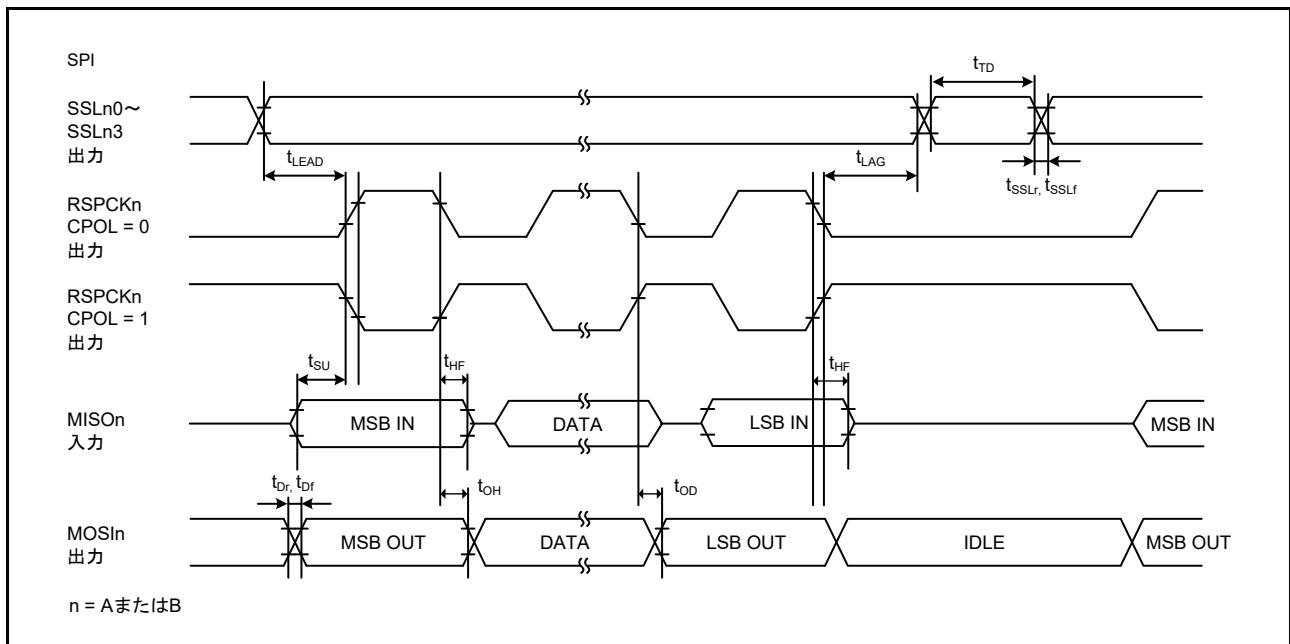 SPI
tTD
SSLn0～
SSLn3
出力
tLEAD
tLAG
tSSLr, tSSLf
RSPCKn
CPOL = 0
出力
RSPCKn
CPOL = 1
出力
tSU
tHF
tHF
MISOn
入力
MSB IN
DATA
LSB IN
MSB IN
tDr, tDf
tOH
tOD
MOSIn
出力
MSB OUT
DATA
LSB OUT
IDLE
MSB OUT
n = AまたはB